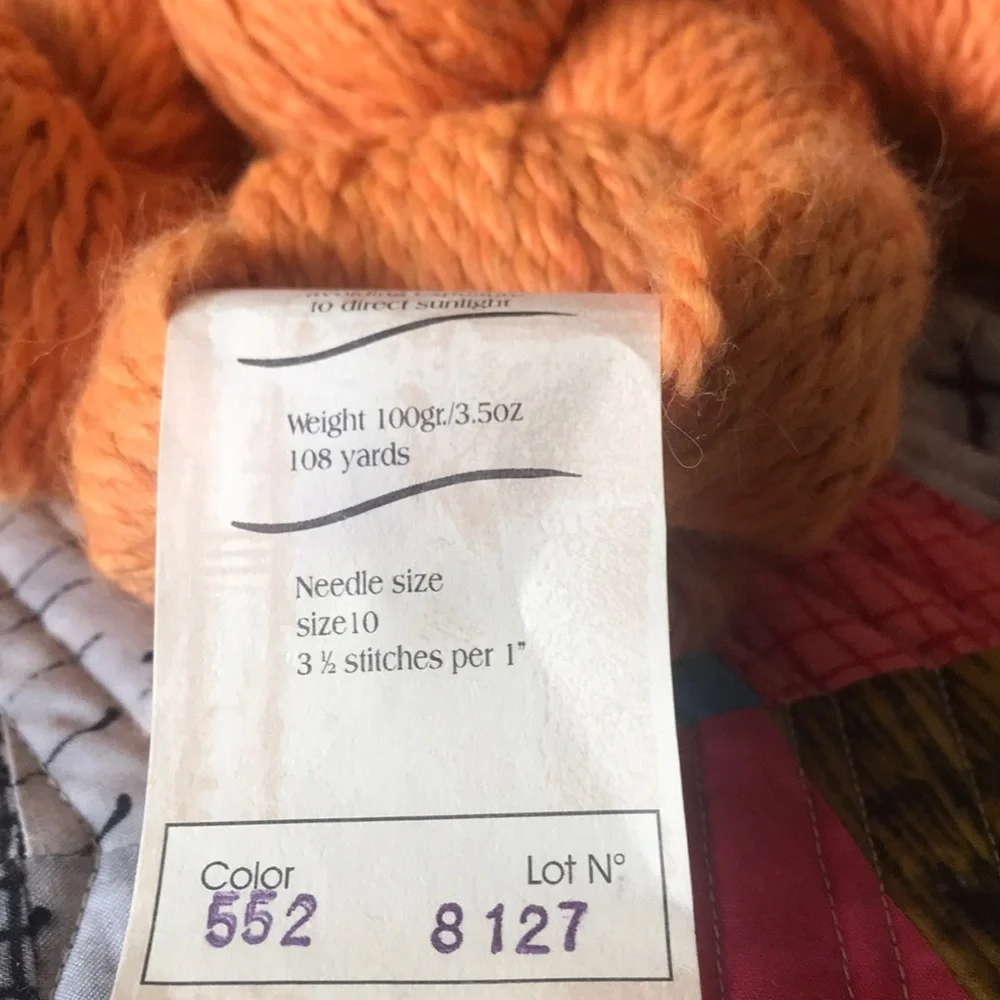 to direct sunlight
Weight 100gr./3.5oz
108 yards
Needle size
size10
3 ½ stitches per 1"
Color
Lot Nº
552
8127